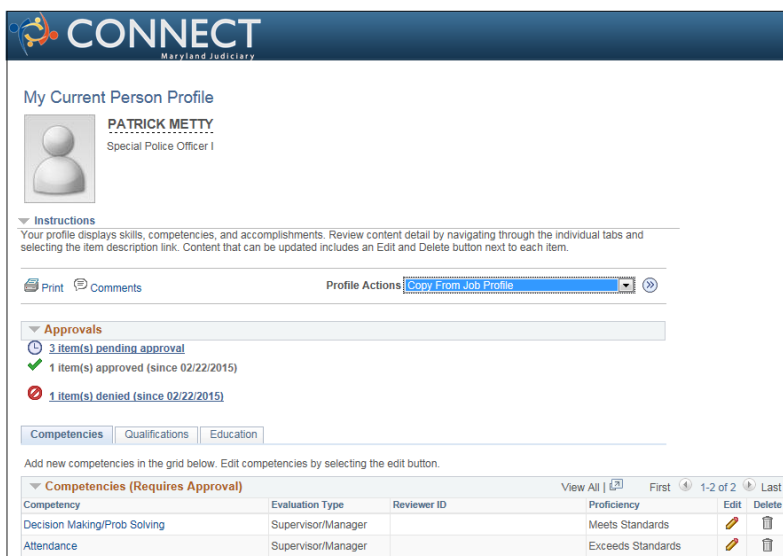 CONNECT
Maryland Judiciary
My Current Person Profile
PATRICK METTY
Special Police Officer I
Instructions
Your profile displays skills, competencies, and accomplishments. Review content detail by navigating through the individual tabs and
selecting the item description link. Content that can be updated includes an Edit and Delete button next to each item.
Print Comments Profile Actions Copy From Job Profile
Approvals
3 item(s) pending approval
1 item(s) approved (since 02/22/2015)
1 item(s) denied (since 02/22/2015)
Competencies Qualifications Education
Add new competencies in the grid below. Edit competencies by selecting the edit button.
Competencies (Requires Approval) View All | First 1-2 of 2 Last
Competency Evaluation Type Reviewer ID Proficiency Edit Delete
Decision Making/Prob Solving Supervisor/Manager Meets Standards
Attendance Supervisor/Manager Exceeds Standards